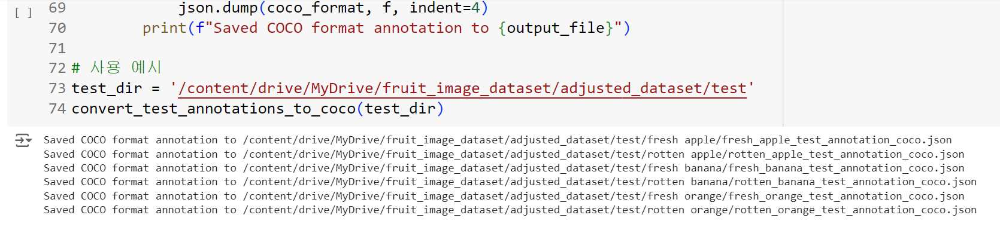 [ ] 69 json.dump(coco_format, f, indent=4)
70 print(f"Saved COCO format annotation to {output_file}")
71
72 # 사용 예시
73 test_dir = '/content/drive/MyDrive/fruit_image_dataset/adjusted_dataset/test'
74 convert_test_annotations_to_coco(test_dir)
Saved COCO format annotation to /content/drive/MyDrive/fruit_image_dataset/adjusted_dataset/test/fresh apple/fresh_apple_test_annotation_coco.json
Saved COCO format annotation to /content/drive/MyDrive/fruit_image_dataset/adjusted_dataset/test/rotten apple/rotten_apple_test_annotation_coco.json
Saved COCO format annotation to /content/drive/MyDrive/fruit_image_dataset/adjusted_dataset/test/fresh banana/fresh_banana_test_annotation_coco.json
Saved COCO format annotation to /content/drive/MyDrive/fruit_image_dataset/adjusted_dataset/test/rotten banana/rotten_banana_test_annotation_coco.json
Saved COCO format annotation to /content/drive/MyDrive/fruit_image_dataset/adjusted_dataset/test/fresh orange/fresh_orange_test_annotation_coco.json
Saved COCO format annotation to /content/drive/MyDrive/fruit_image_dataset/adjusted_dataset/test/rotten orange/rotten_orange_test_annotation_coco.json